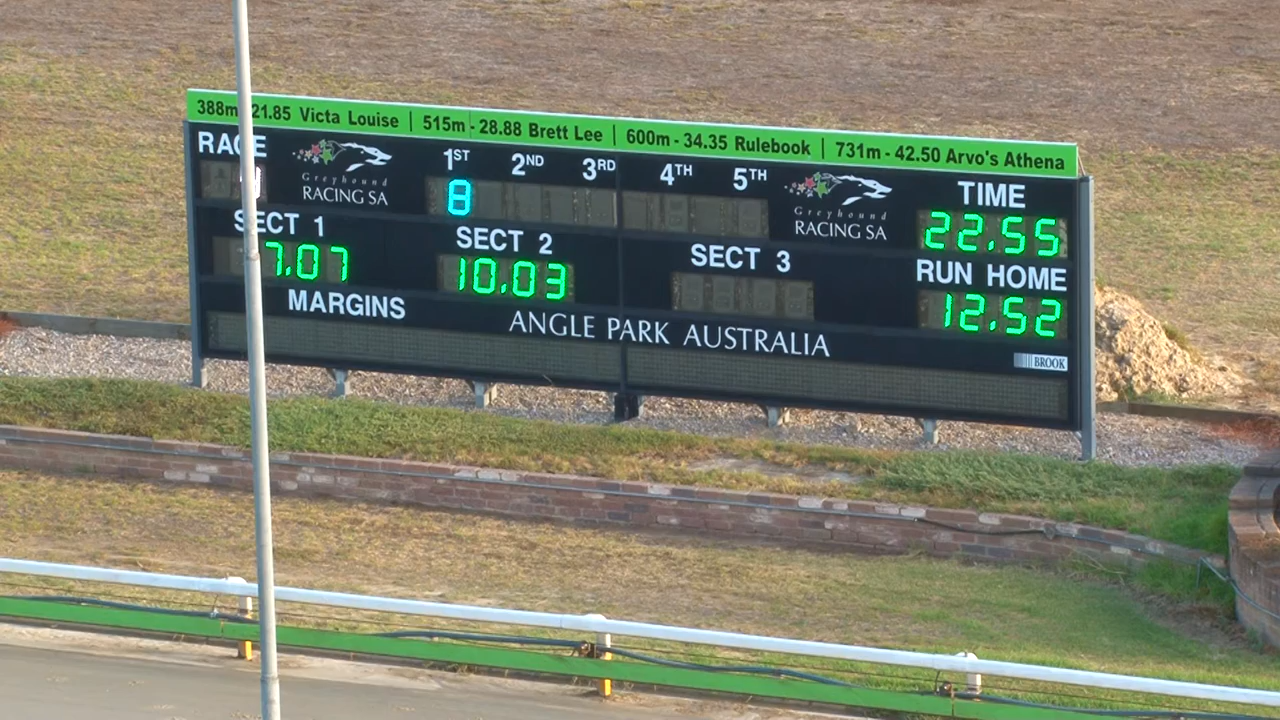 388m 21.85 Victa Louise | 515m - 28.88 Brett Lee | 600m - 34.35 Rulebook | 731m - 42.50 Arvo's Athena
RACE
Greyhound
RACING SA
1ST 2ND 3RD 4TH 5TH
8
Greyhound
RACING SA
TIME
22.55
SECT 1
7.07
SECT 2
10.03
SECT 3
RUN HOME
12.52
MARGINS
ANGLE PARK AUSTRALIA
BROOK